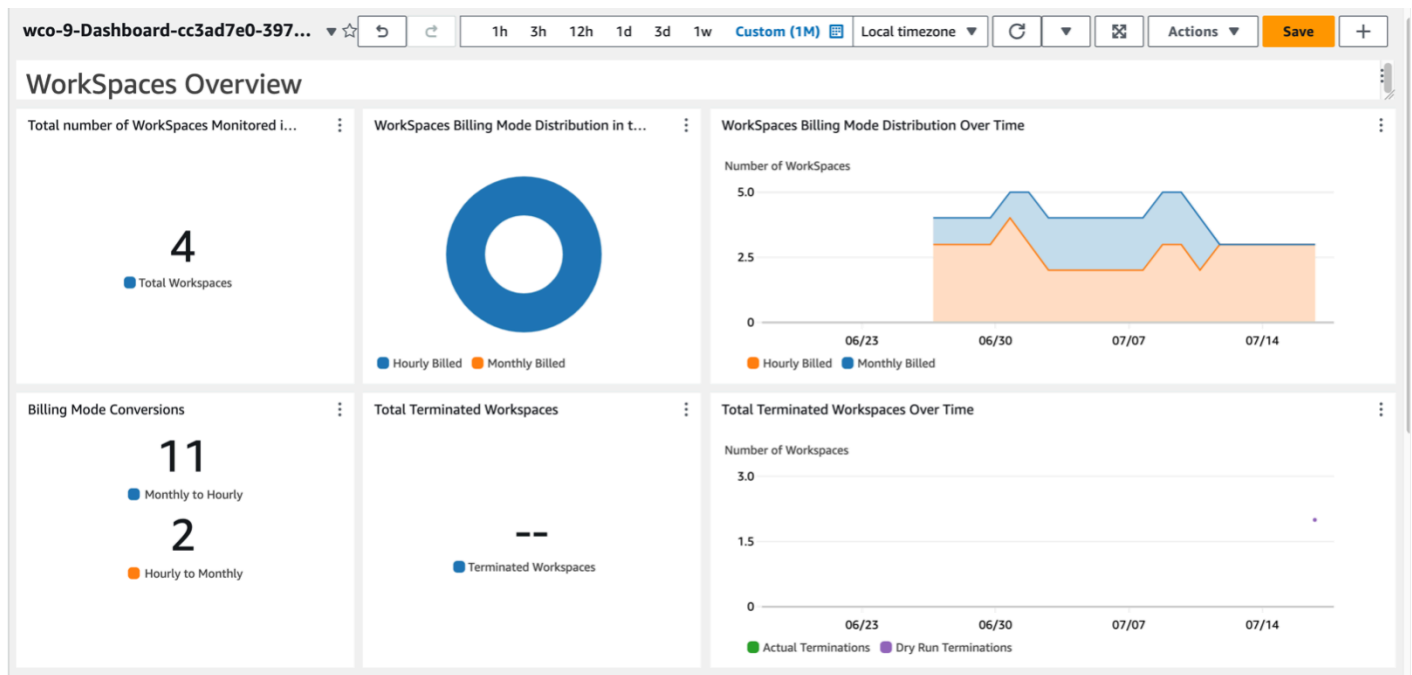 wco-9-Dashboard-cc3ad7e0-397...
1h 3h 12h 1d 3d 1w Custom (1M) Local timezone Actions Save
WorkSpaces Overview
Total number of WorkSpaces Monitored i...
4
Total Workspaces
WorkSpaces Billing Mode Distribution in t...
Hourly Billed Monthly Billed
WorkSpaces Billing Mode Distribution Over Time
Number of WorkSpaces
5.0
2.5
0
06/23 06/30 07/07 07/14
Hourly Billed Monthly Billed
Billing Mode Conversions
11
Monthly to Hourly
2
Hourly to Monthly
Total Terminated Workspaces
--
Terminated Workspaces
Total Terminated Workspaces Over Time
Number of Workspaces
3.0
1.5
0
06/23 06/30 07/07 07/14
Actual Terminations Dry Run Terminations